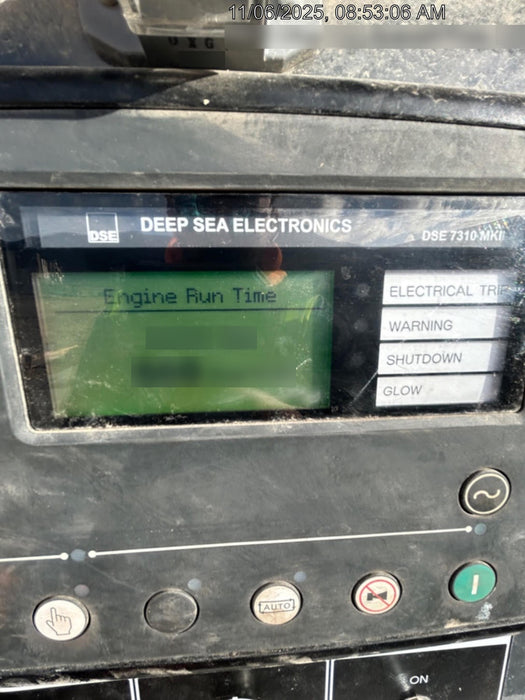 11/06/2025, 08:53:06 AM
DSE
DEEP SEA ELECTRONICS
DSE 7310 MKII
Engine Run Time
ELECTRICAL TRIP
WARNING
SHUTDOWN
GLOW
AUTO
ON